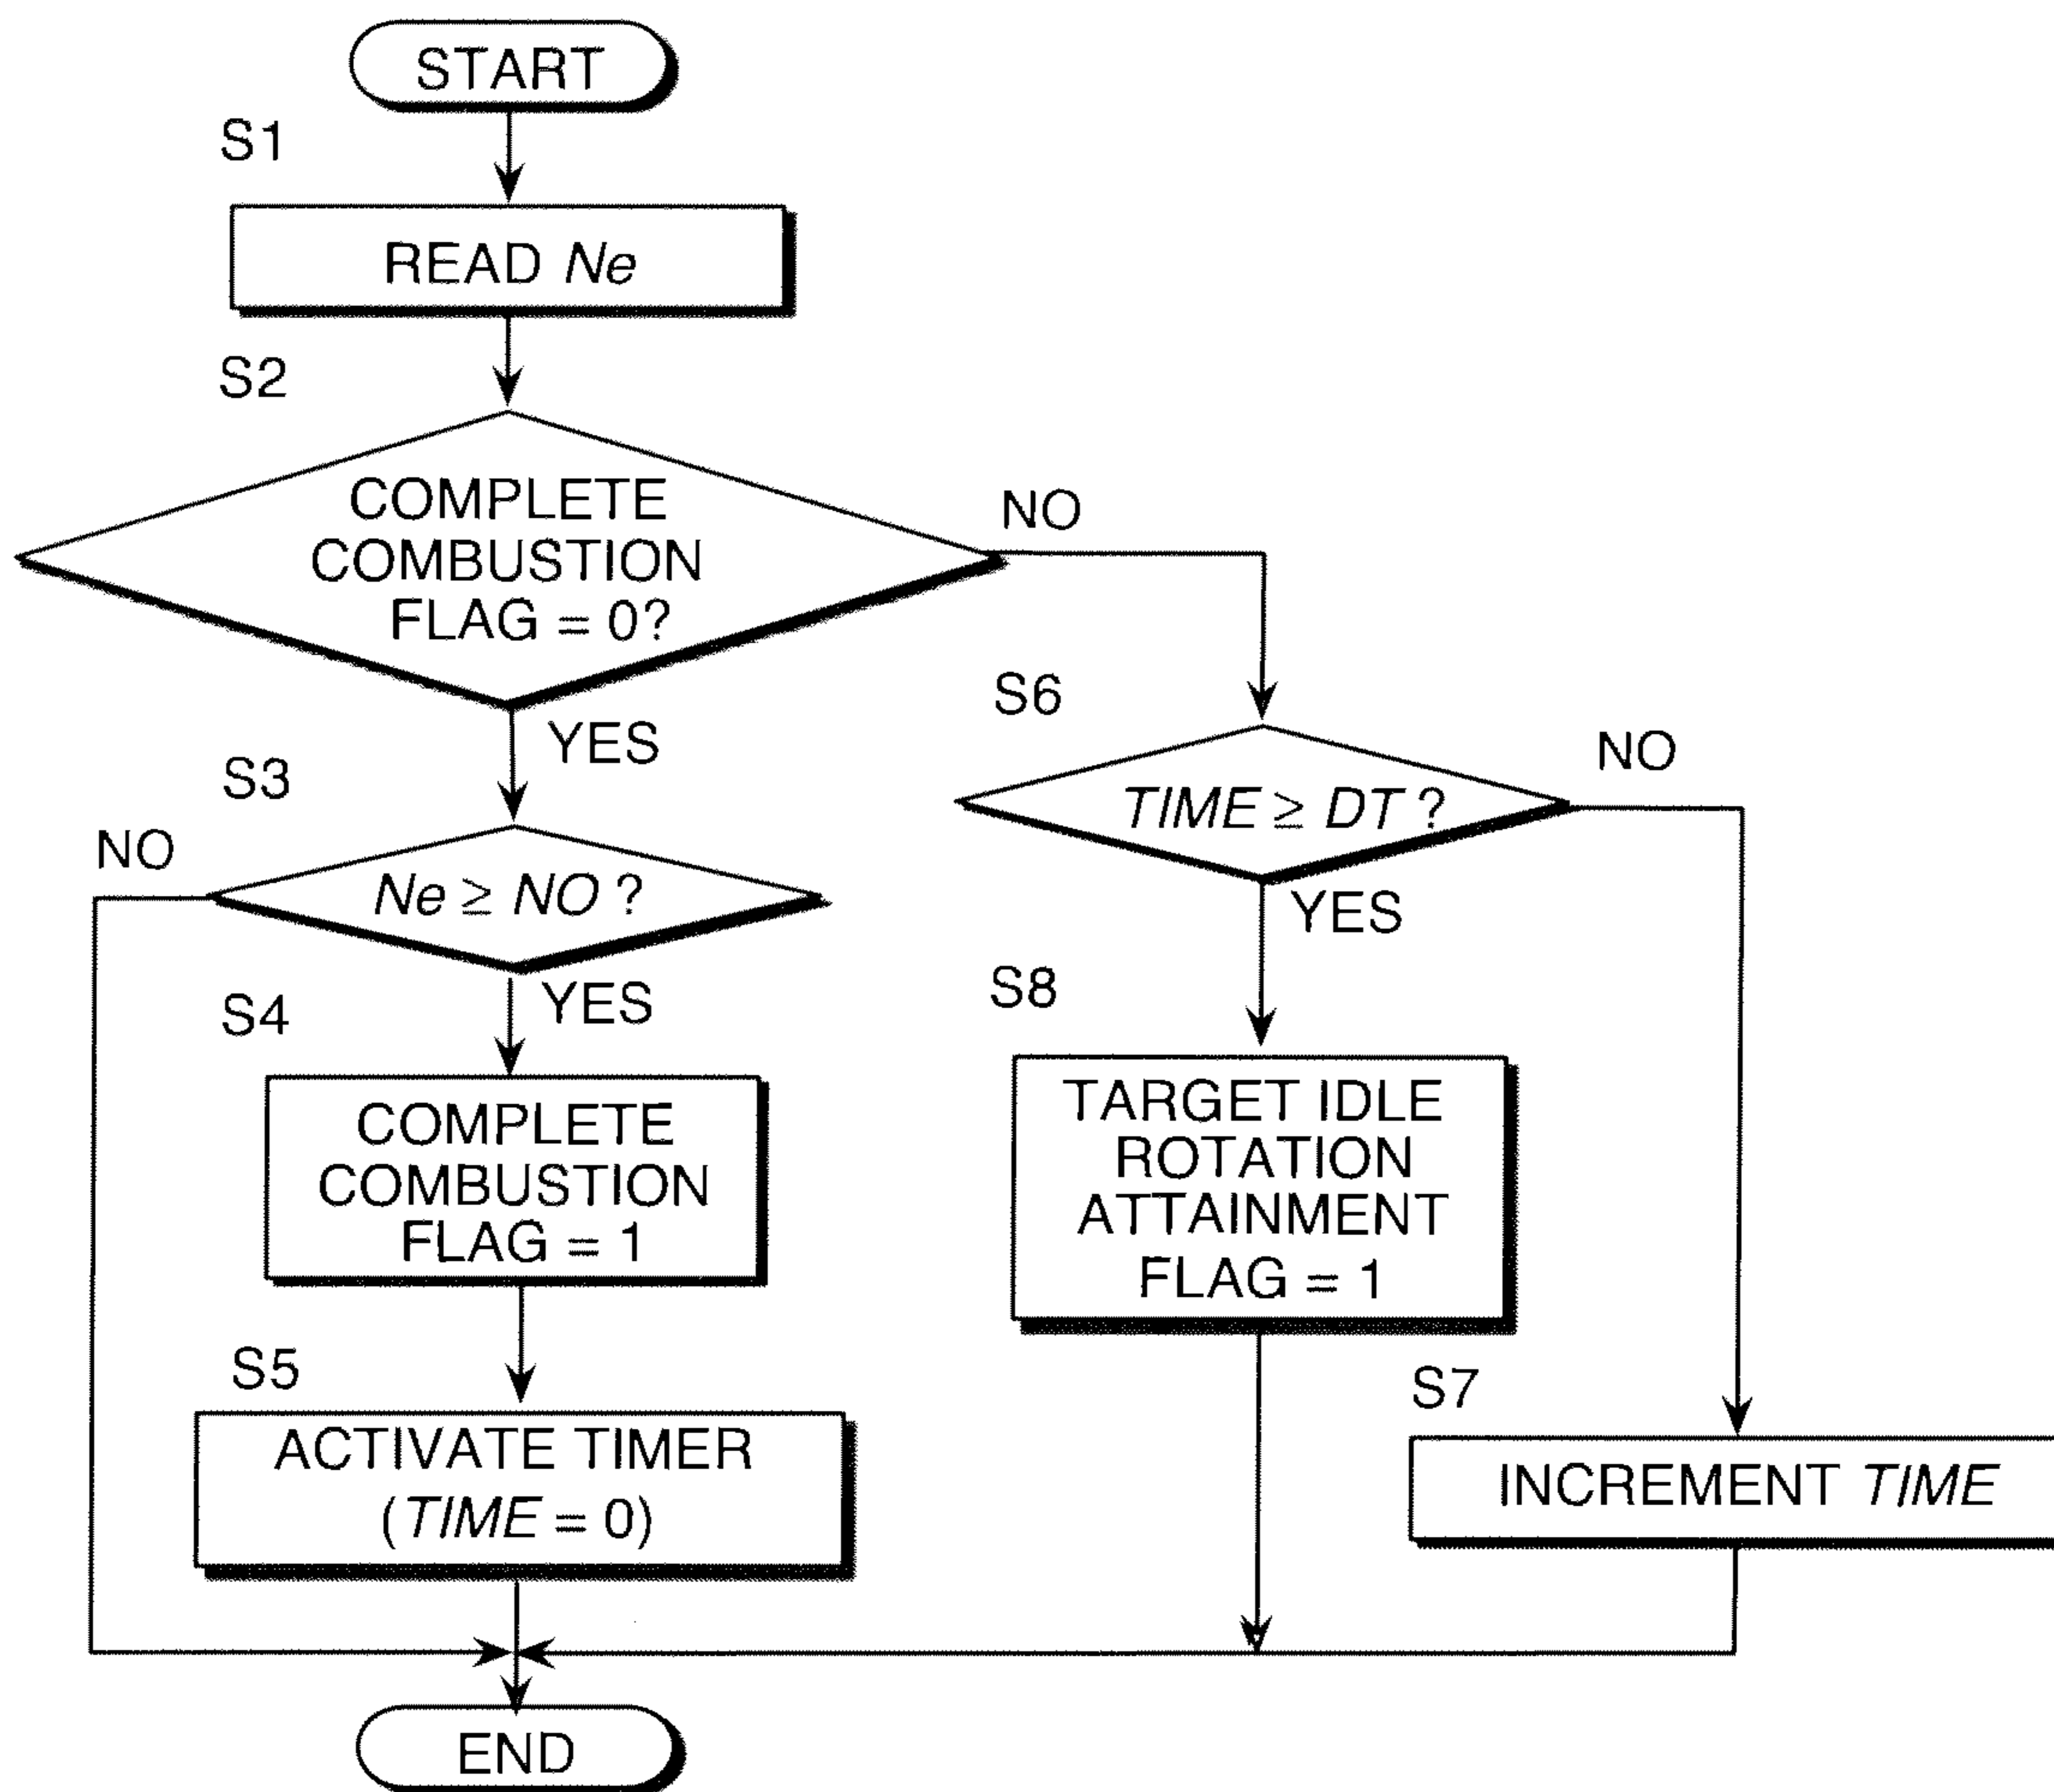 START
S1
READ Ne
S2
COMPLETE
COMBUSTION
FLAG = 0?
NO
YES
S3
NO
Ne ≥ NO ?
YES
S4
COMPLETE
COMBUSTION
FLAG = 1
S5
ACTIVATE TIMER
(TIME = 0)
S6
TIME ≥ DT ?
NO
YES
S8
TARGET IDLE
ROTATION
ATTAINMENT
FLAG = 1
S7
INCREMENT TIME
END